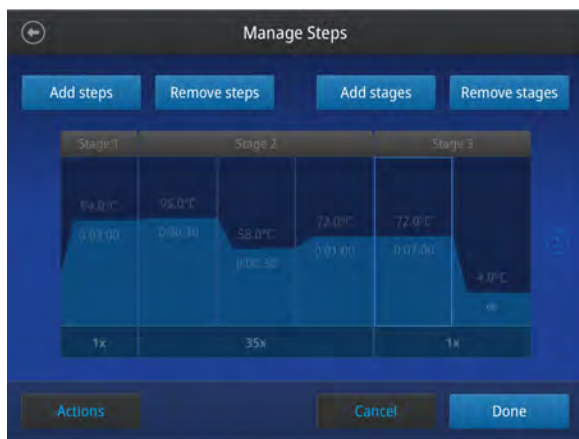 Manage Steps
Add steps Remove steps Add stages Remove stages
Stage 1 Stage 2 Stage 3
94.0°C 95.0°C 58.0°C 72.0°C 72.0°C 4.0°C
0:03:00 0:00:30 0:00:30 0:01:00 0:07:00 ∞
1x 35x 1x
Actions Cancel Done